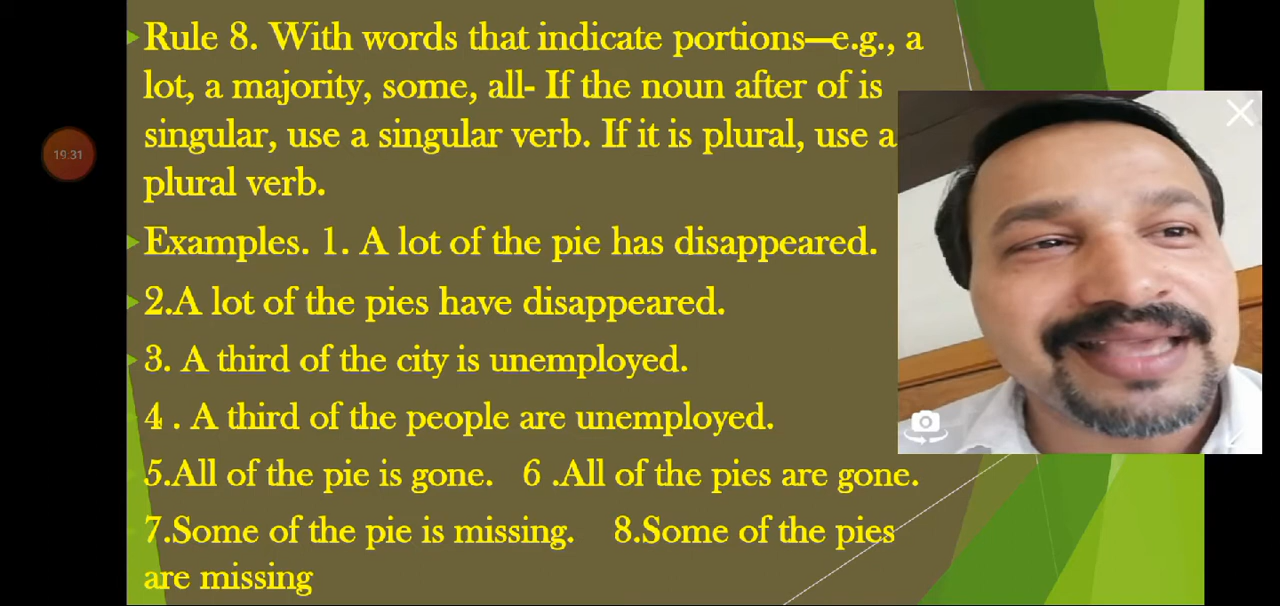 Rule 8. With words that indicate portions—e.g., a
lot, a majority, some, all- If the noun after of is
singular, use a singular verb. If it is plural, use a
plural verb.
Examples. 1. A lot of the pie has disappeared.
2.A lot of the pies have disappeared.
3. A third of the city is unemployed.
4 . A third of the people are unemployed.
5.All of the pie is gone. 6 .All of the pies are gone.
7.Some of the pie is missing. 8.Some of the pies
are missing
19:31